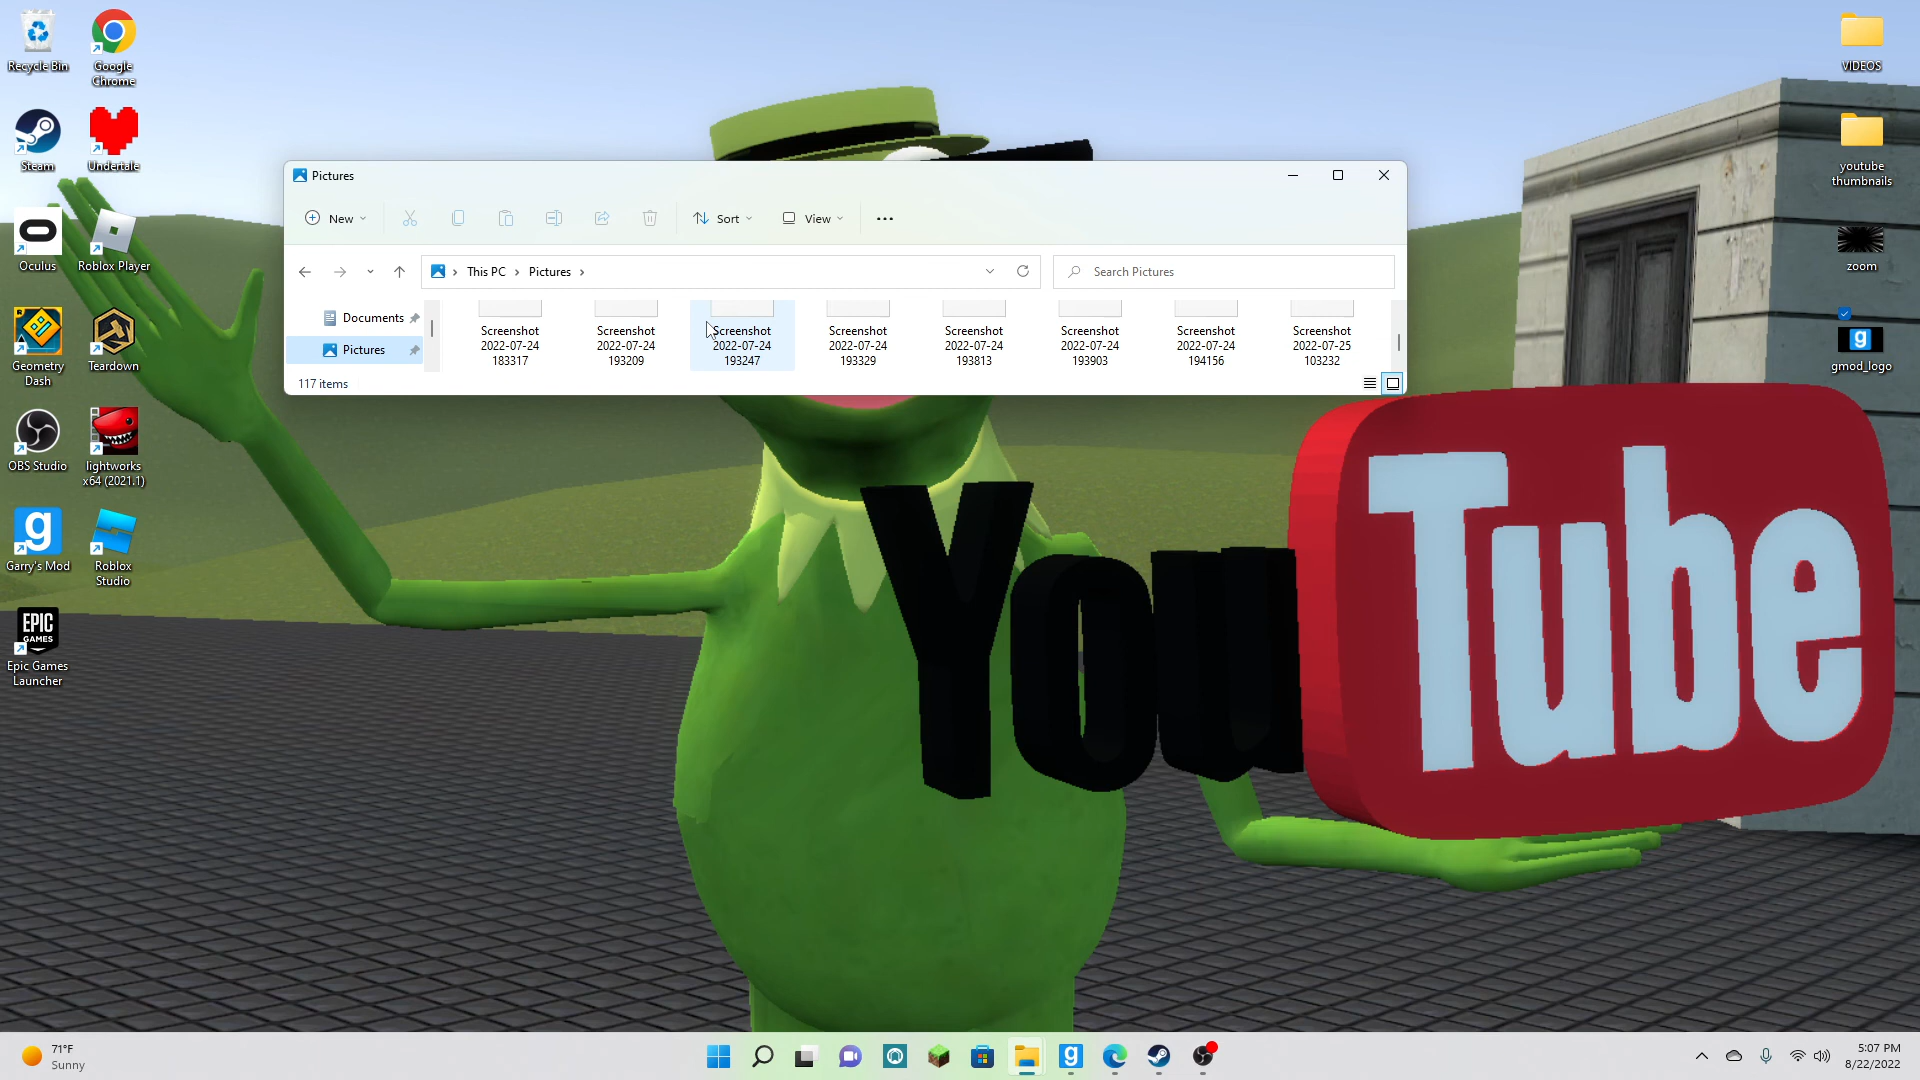 Recycle Bin
Google
Chrome
Steam
Undertale
Oculus
Roblox Player
Geometry
Dash
Teardown
OBS Studio
lightworks
x64 (2021.1)
g
Garry's Mod
Roblox
Studio
EPIC
GAMES
Epic Games
Launcher
VIDEOS
youtube
thumbnails
zoom
g
gmod_logo
Pictures
New
Sort
View
This PC
Pictures
Search Pictures
Documents
Pictures
Screenshot
2022-07-24
183317
Screenshot
2022-07-24
193209
Screenshot
2022-07-24
193247
Screenshot
2022-07-24
193329
Screenshot
2022-07-24
193813
Screenshot
2022-07-24
193903
Screenshot
2022-07-24
194156
Screenshot
2022-07-25
103232
117 items
You Tube
71°F
Sunny
g
5:07 PM
8/22/2022